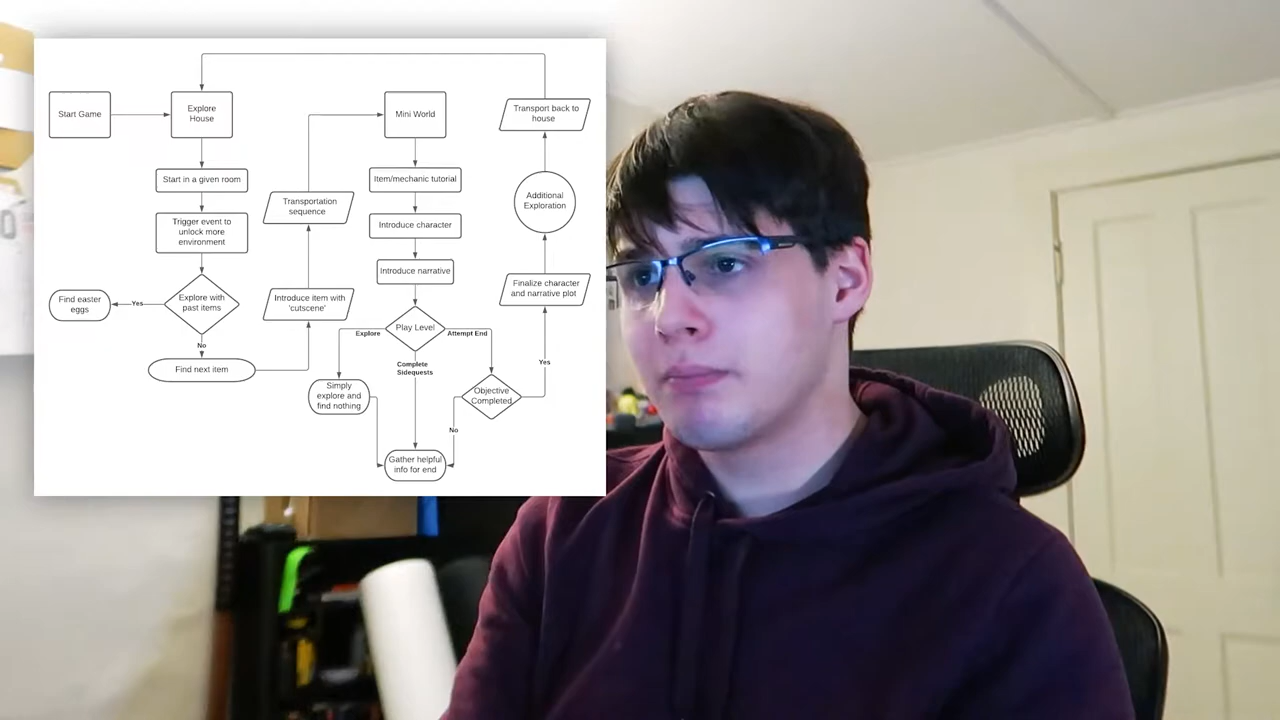 Start Game
Explore
House
Start in a given room
Trigger event to
unlock more
environment
Explore with
past items
Yes
Find easter
eggs
No
Find next item
Introduce item with
'cutscene'
Transportation
sequence
Mini World
Item/mechanic tutorial
Introduce character
Introduce narrative
Play Level
Explore
Attempt End
Complete
Sidequests
Simply
explore and
find nothing
Objective
Completed
No
Gather helpful
info for end
Yes
Finalize character
and narrative plot
Additional
Exploration
Transport back to
house